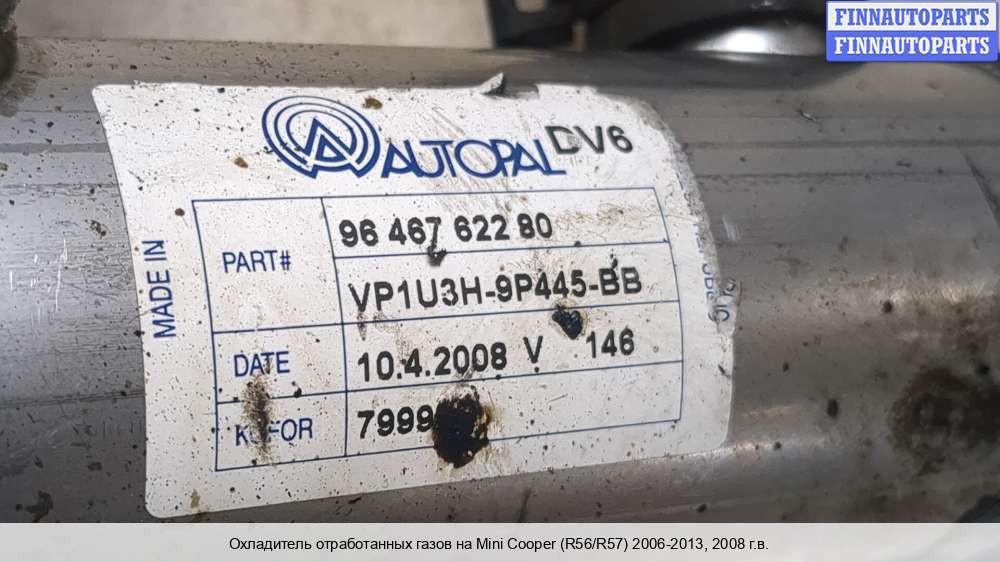 FINNAUTOPARTS
FINNAUTOPARTS
AUTOPAL DV6
MADE IN
PART# 96 467 622 80
VP1U3H-9P445-BB
DATE 10.4.2008 V 146
7999
Охладитель отработанных газов на Mini Cooper (R56/R57) 2006-2013, 2008 г.в.